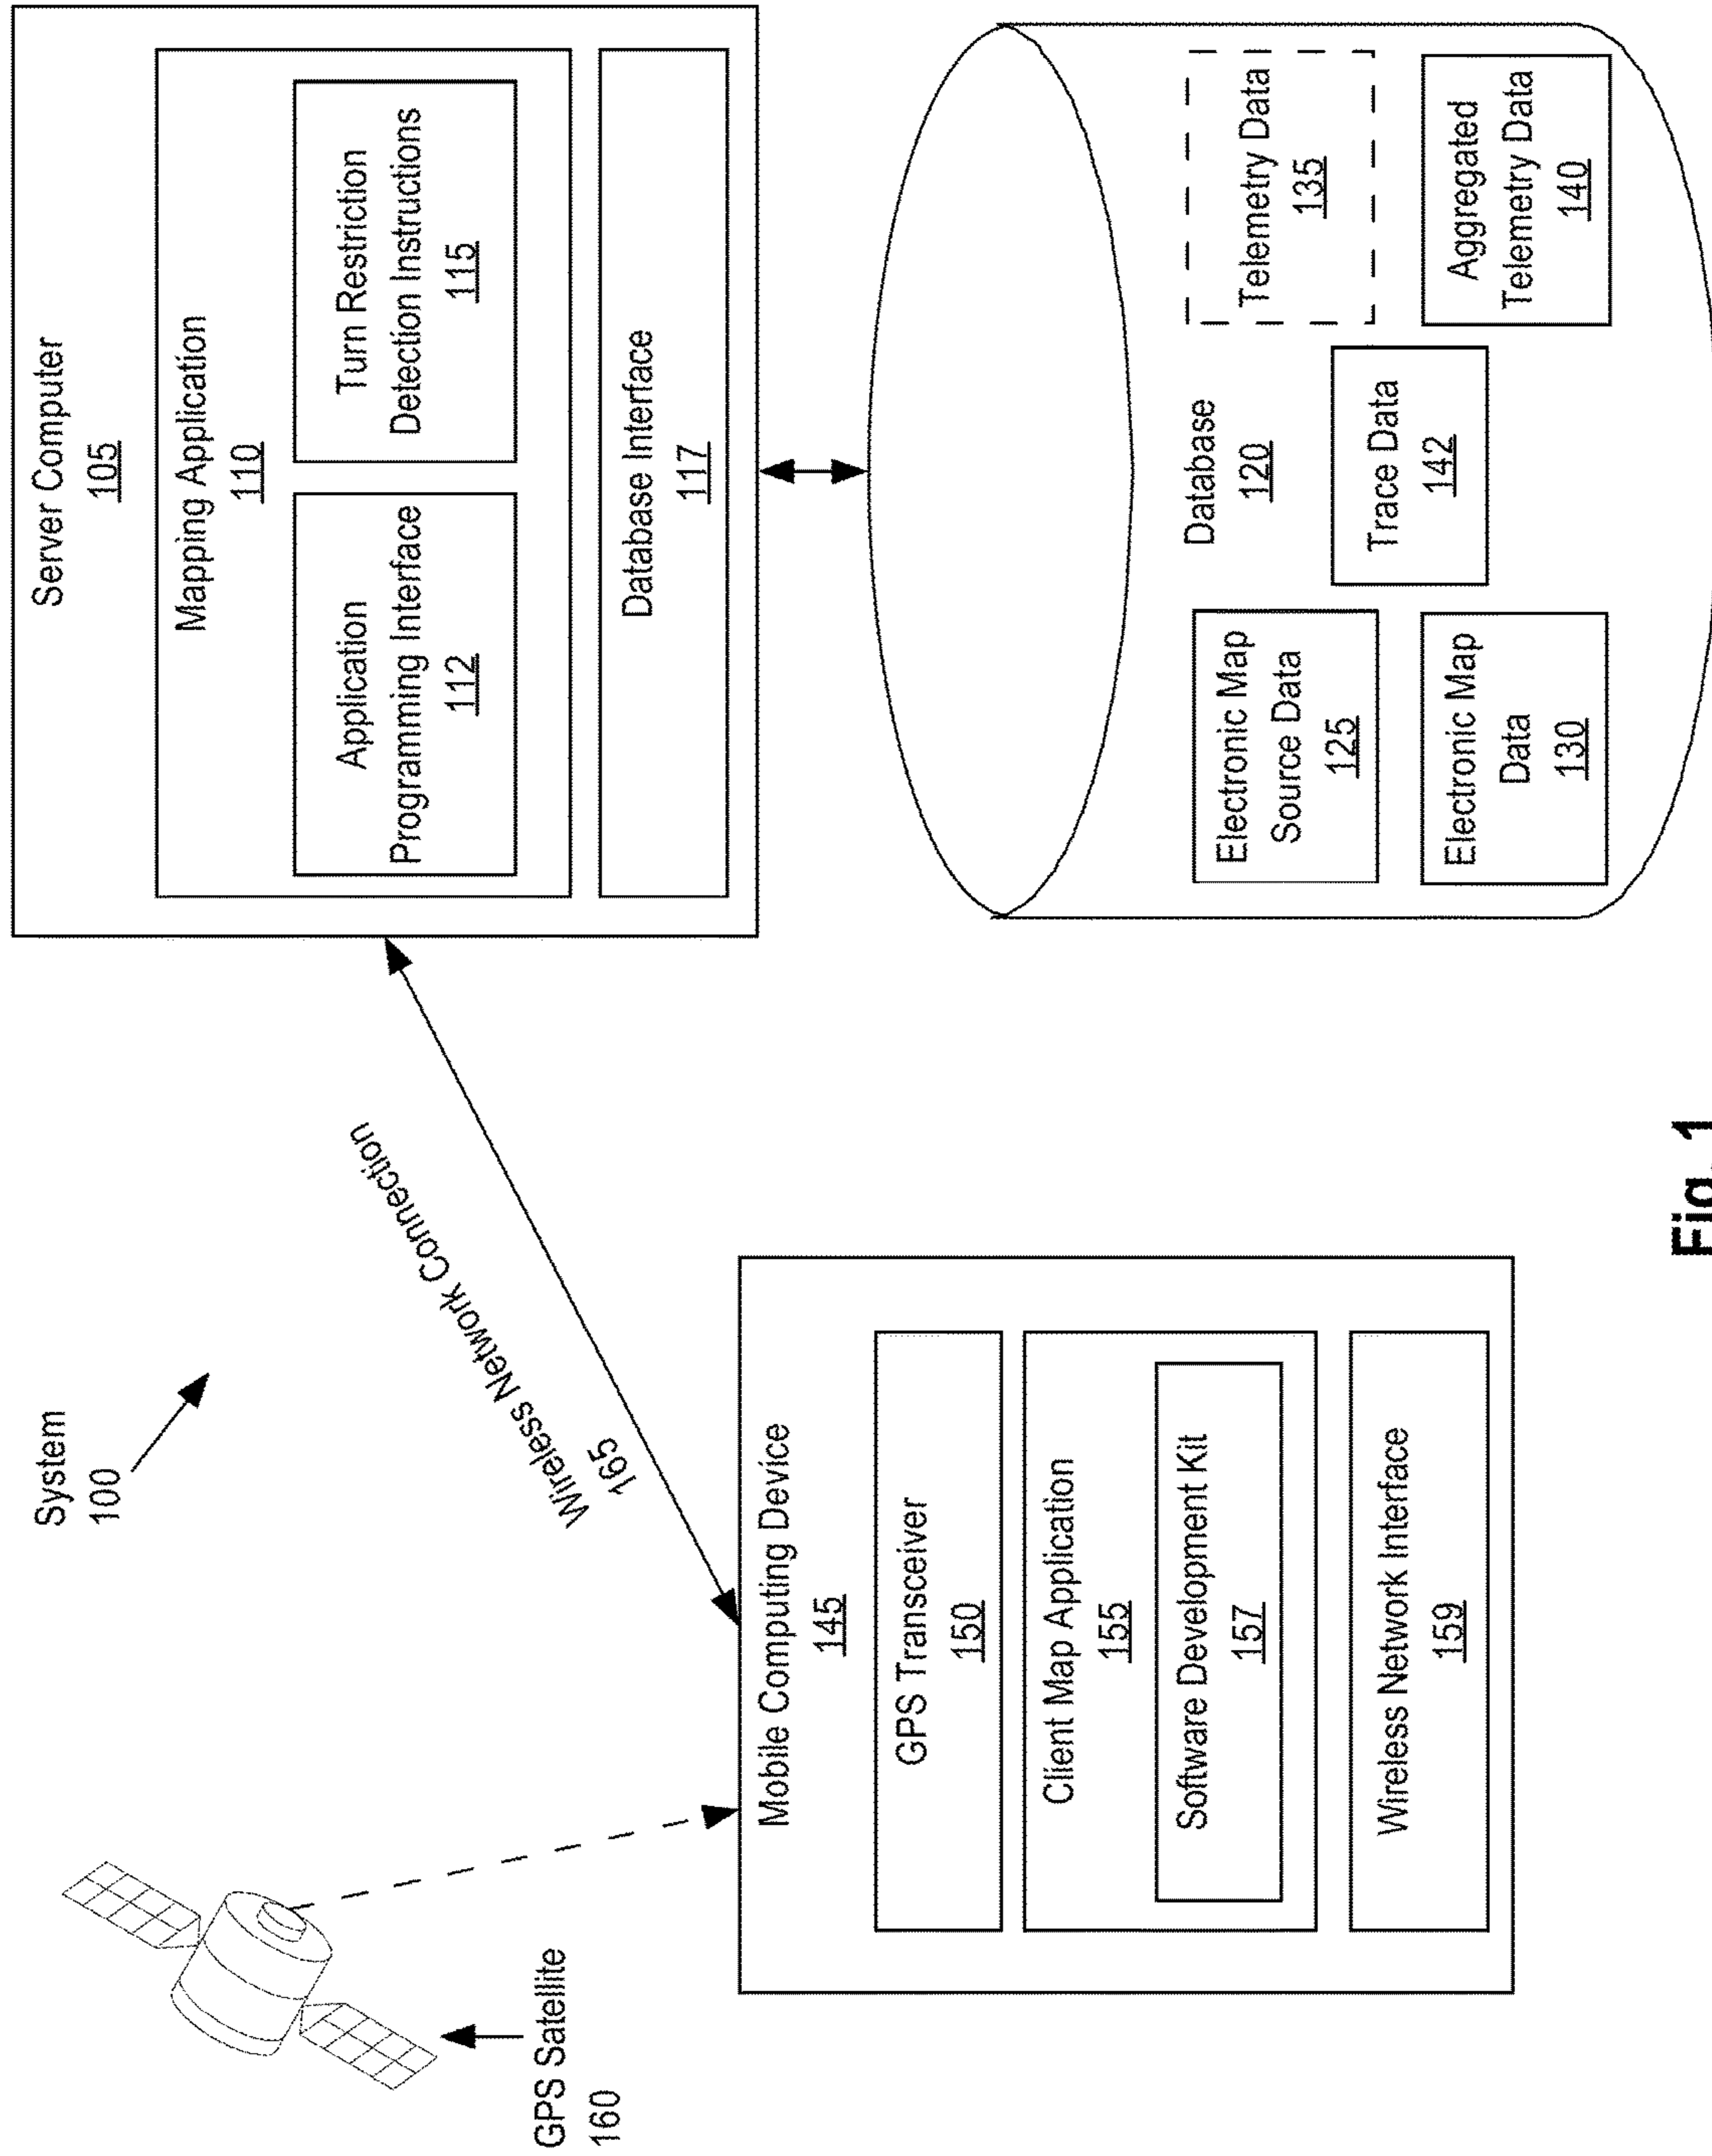 System
100
GPS Satellite
160
Wireless Network Connection
165
Mobile Computing Device
145
GPS Transceiver
150
Client Map Application
155
Software Development Kit
157
Wireless Network Interface
159
Server Computer
105
Mapping Application
110
Application
Programming Interface
112
Turn Restriction
Detection Instructions
115
Database Interface
117
Database
120
Electronic Map
Source Data
125
Electronic Map
Data
130
Trace Data
142
Telemetry Data
135
Aggregated
Telemetry Data
140
Fig. 1